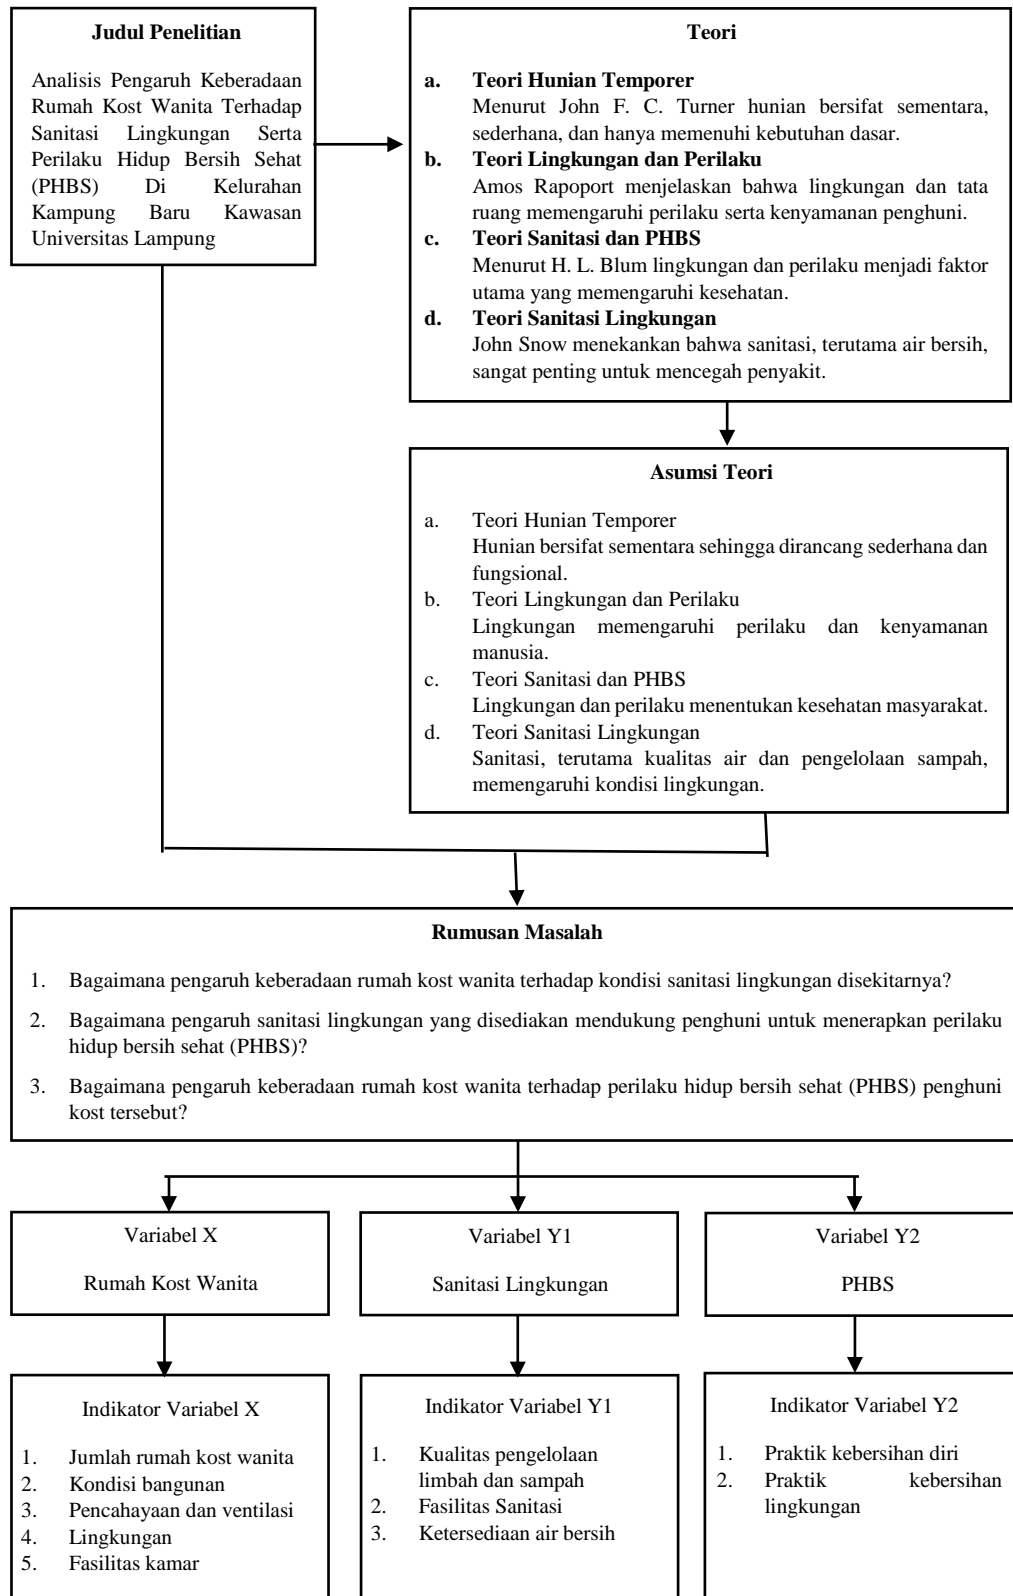 Judul Penelitian
Analisis Pengaruh Keberadaan
Rumah Kost Wanita Terhadap
Sanitasi Lingkungan Serta
Perilaku Hidup Bersih Sehat
(PHBS) Di Kelurahan
Kampung Baru Kawasan
Universitas Lampung
Teori
a. Teori Hunian Temporer
Menurut John F. C. Turner hunian bersifat sementara,
sederhana, dan hanya memenuhi kebutuhan dasar.
b. Teori Lingkungan dan Perilaku
Amos Rapoport menjelaskan bahwa lingkungan dan tata
ruang memengaruhi perilaku serta kenyamanan penghuni.
c. Teori Sanitasi dan PHBS
Menurut H. L. Blum lingkungan dan perilaku menjadi faktor
utama yang memengaruhi kesehatan.
d. Teori Sanitasi Lingkungan
John Snow menekankan bahwa sanitasi, terutama air bersih,
sangat penting untuk mencegah penyakit.
Asumsi Teori
a. Teori Hunian Temporer
Hunian bersifat sementara sehingga dirancang sederhana dan
fungsional.
b. Teori Lingkungan dan Perilaku
Lingkungan memengaruhi perilaku dan kenyamanan
manusia.
c. Teori Sanitasi dan PHBS
Lingkungan dan perilaku menentukan kesehatan masyarakat.
d. Teori Sanitasi Lingkungan
Sanitasi, terutama kualitas air dan pengelolaan sampah,
memengaruhi kondisi lingkungan.
Rumusan Masalah
1. Bagaimana pengaruh keberadaan rumah kost wanita terhadap kondisi sanitasi lingkungan disekitarnya?
2. Bagaimana pengaruh sanitasi lingkungan yang disediakan mendukung penghuni untuk menerapkan perilaku
hidup bersih sehat (PHBS)?
3. Bagaimana pengaruh keberadaan rumah kost wanita terhadap perilaku hidup bersih sehat (PHBS) penghuni
kost tersebut?
Variabel X
Rumah Kost Wanita
Variabel Y1
Sanitasi Lingkungan
Variabel Y2
PHBS
Indikator Variabel X
1. Jumlah rumah kost wanita
2. Kondisi bangunan
3. Pencahayaan dan ventilasi
4. Lingkungan
5. Fasilitas kamar
Indikator Variabel Y1
1. Kualitas pengelolaan
limbah dan sampah
2. Fasilitas Sanitasi
3. Ketersediaan air bersih
Indikator Variabel Y2
1. Praktik kebersihan diri
2. Praktik kebersihan
lingkungan